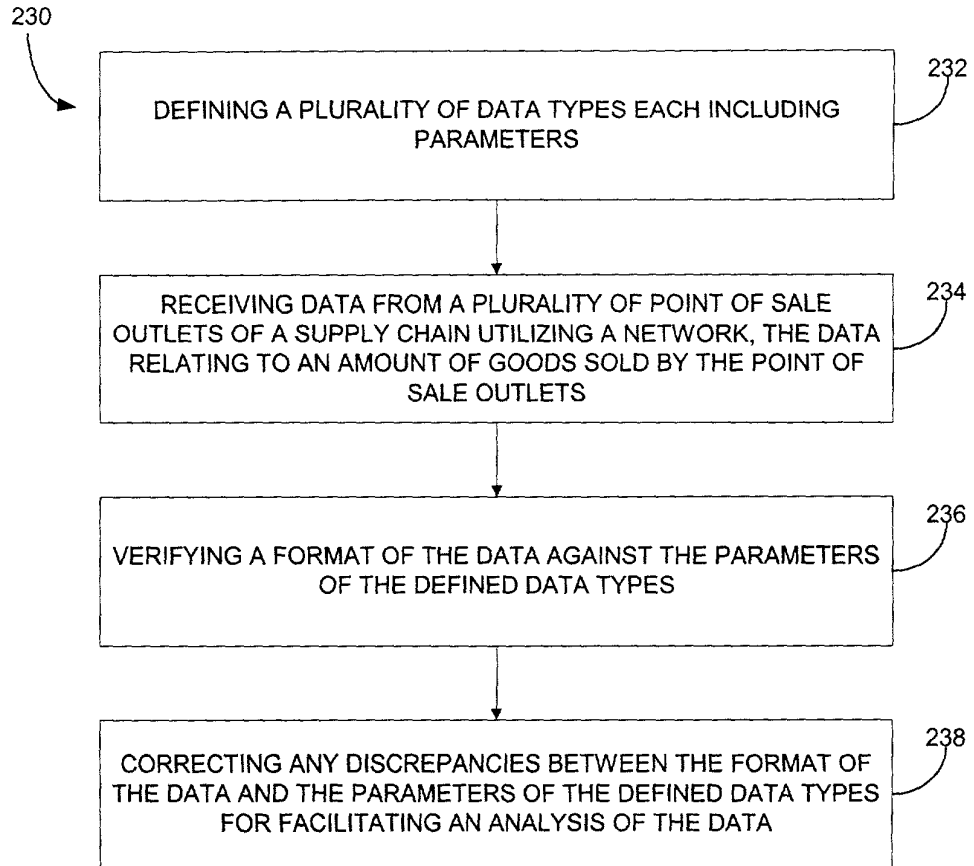 230
232
DEFINING A PLURALITY OF DATA TYPES EACH INCLUDING
PARAMETERS
234
RECEIVING DATA FROM A PLURALITY OF POINT OF SALE
OUTLETS OF A SUPPLY CHAIN UTILIZING A NETWORK, THE DATA
RELATING TO AN AMOUNT OF GOODS SOLD BY THE POINT OF
SALE OUTLETS
236
VERIFYING A FORMAT OF THE DATA AGAINST THE PARAMETERS
OF THE DEFINED DATA TYPES
238
CORRECTING ANY DISCREPANCIES BETWEEN THE FORMAT OF
THE DATA AND THE PARAMETERS OF THE DEFINED DATA TYPES
FOR FACILITATING AN ANALYSIS OF THE DATA